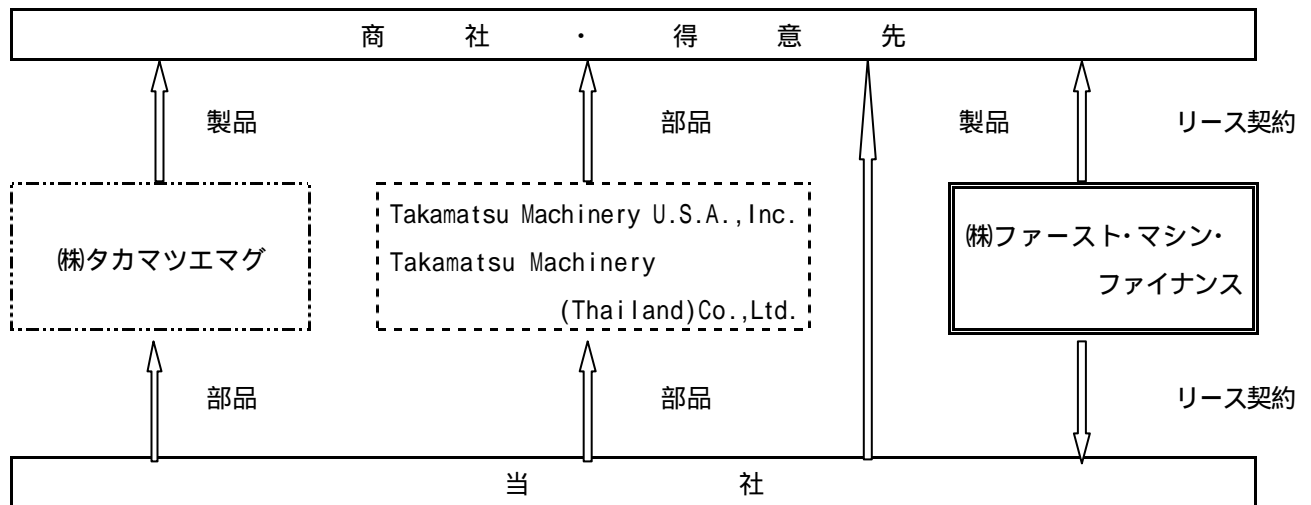 商社・得意先
製品 部品 製品 リース契約
㈱タカマツエマグ
Takamatsu Machinery U.S.A.,Inc.
Takamatsu Machinery
(Thailand)Co.,Ltd.
㈱ファースト・マシン・
ファイナンス
部品 部品 リース契約
当社